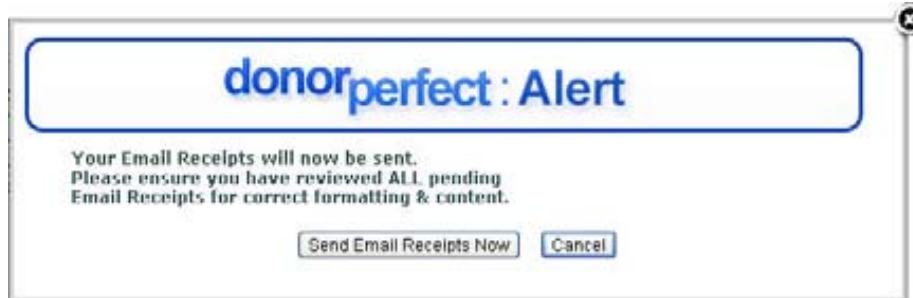 donorperfect : Alert
Your Email Receipts will now be sent.
Please ensure you have reviewed ALL pending
Email Receipts for correct formatting & content.
Send Email Receipts Now Cancel